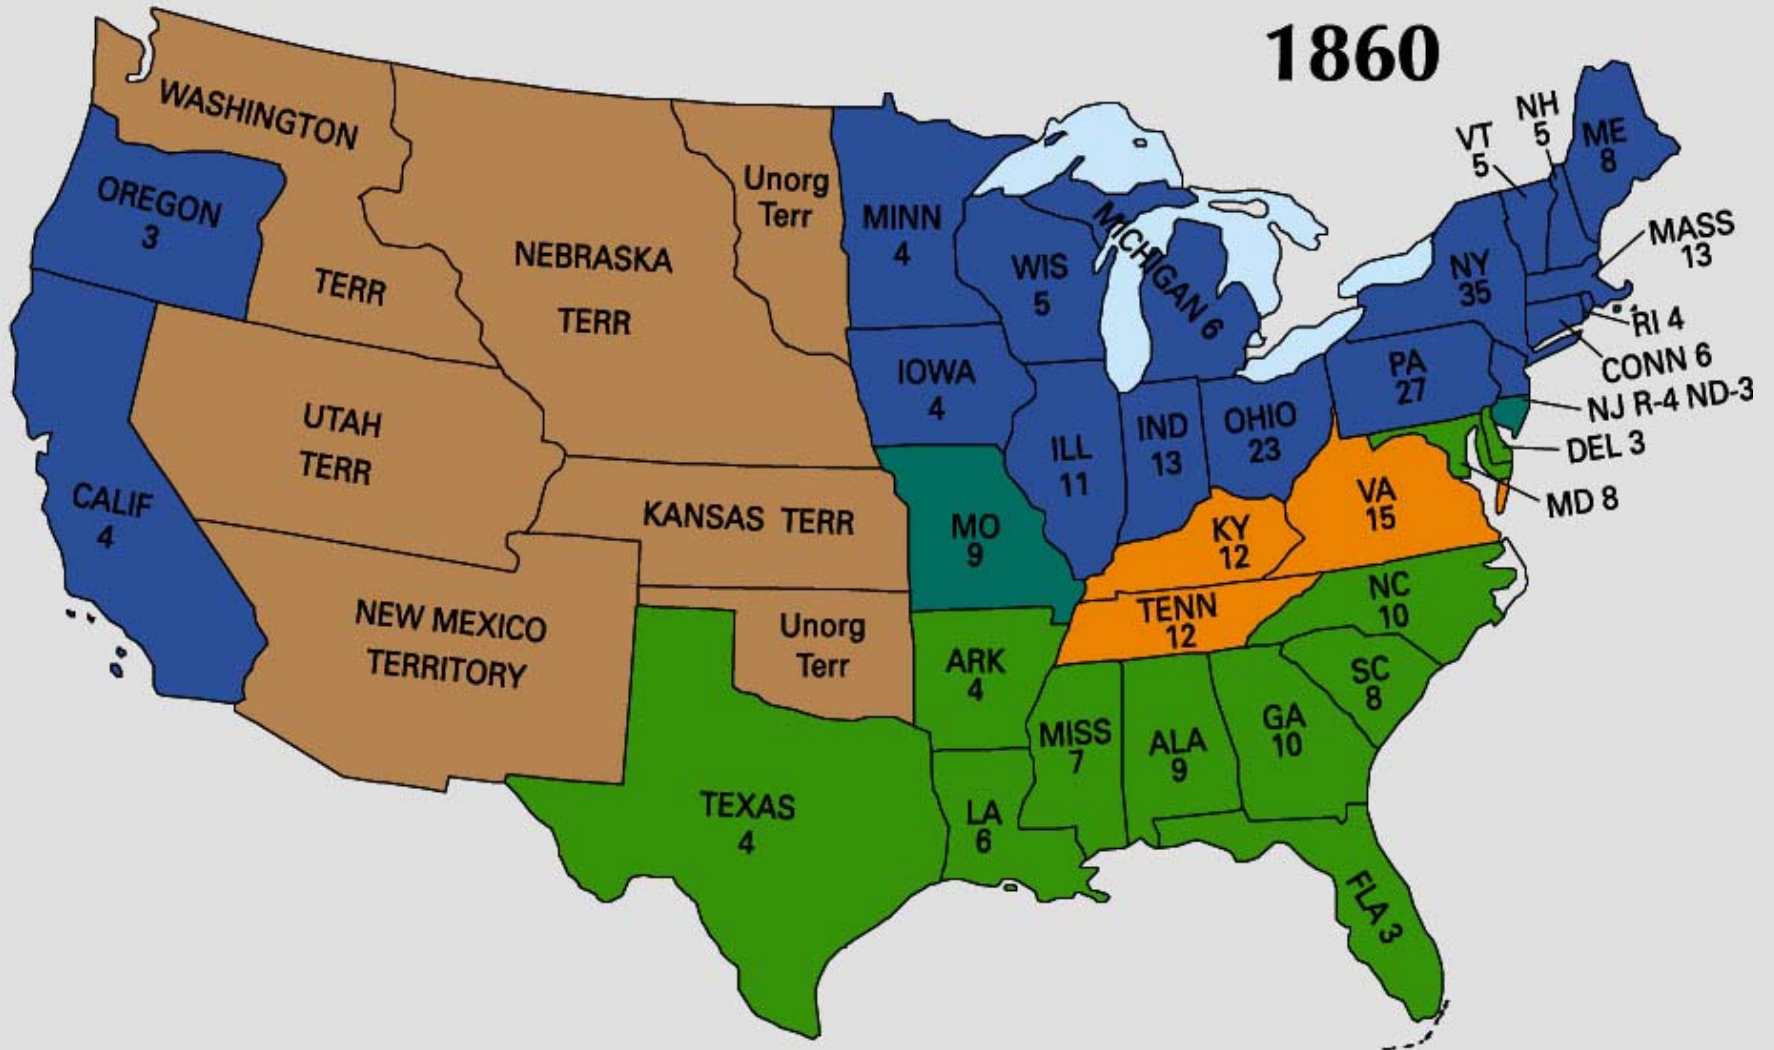 1860
WASHINGTON
TERR
OREGON
3
NEBRASKA
TERR
Unorg
Terr
MINN
4
WIS
5
MICHIGAN 6
NH
5
VT
5
ME
8
MASS
13
NY
35
RI 4
CONN 6
NJ R-4 ND-3
DEL 3
MD 8
PA
27
IOWA
4
ILL
11
IND
13
OHIO
23
UTAH
TERR
CALIF
4
KANSAS TERR
MO
9
KY
12
VA
15
NEW MEXICO
TERRITORY
Unorg
Terr
ARK
4
TENN
12
NC
10
SC
8
TEXAS
4
LA
6
MISS
7
ALA
9
GA
10
FLA 3